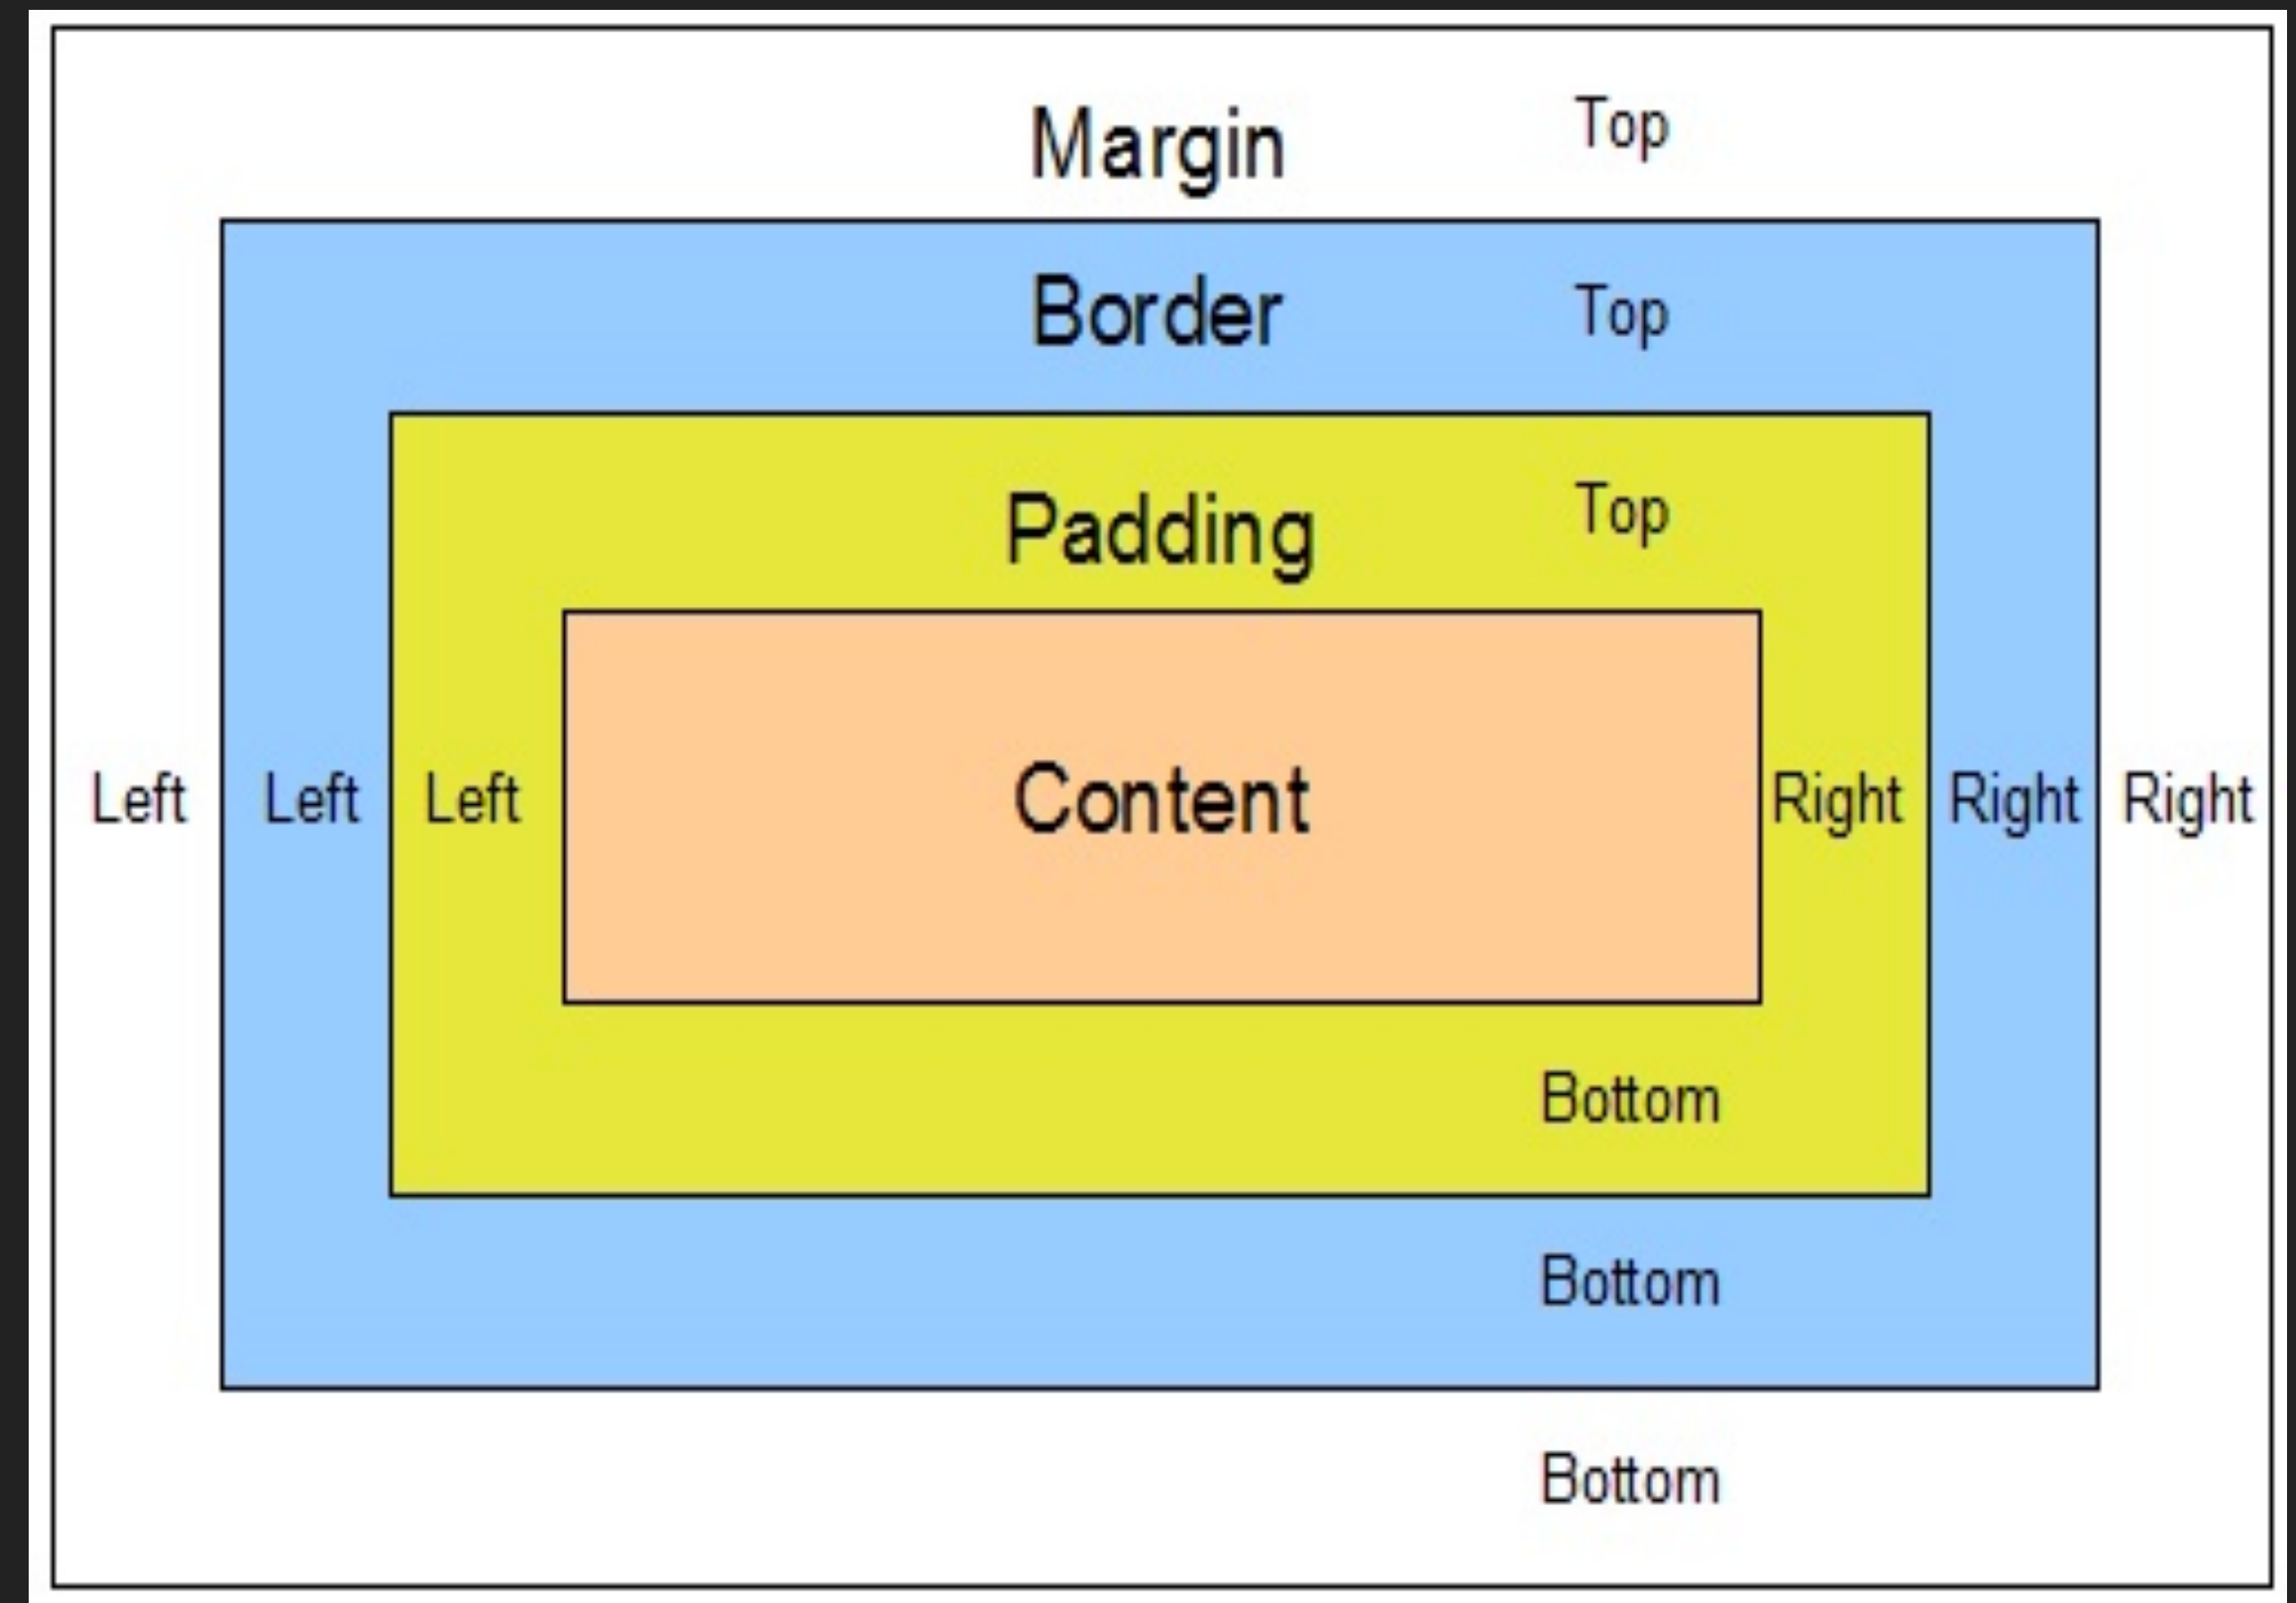 Margin Top
Border Top
Padding Top
Left Left Left Content Right Right Right
Bottom
Bottom
Bottom